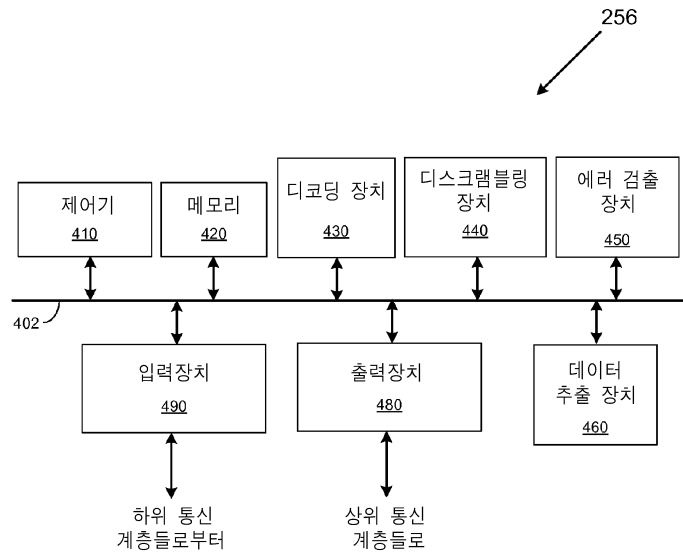 256
제어기
410
메모리
420
디코딩 장치
430
디스크램블링
장치
440
에러 검출
장치
450
402
입력장치
490
출력장치
480
데이터
추출 장치
460
하위 통신
계층들로부터
상위 통신
계층들로